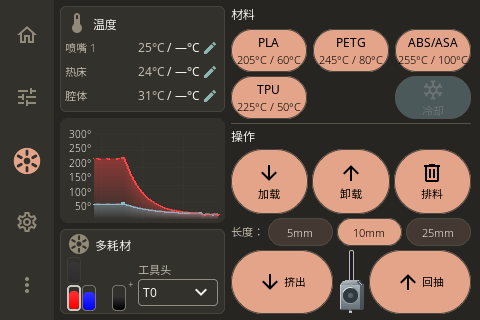 温度
喷嘴 1 25°C / —°C
热床 24°C / —°C
腔体 31°C / —°C
300°
250°
200°
150°
100°
50°
多耗材
工具头
+
T0
材料
PLA
205°C / 60°C
PETG
245°C / 80°C
ABS/ASA
255°C / 100°C
TPU
225°C / 50°C
冷却
操作
加载
卸载
排料
长度： 5mm 10mm 25mm
挤出
回抽